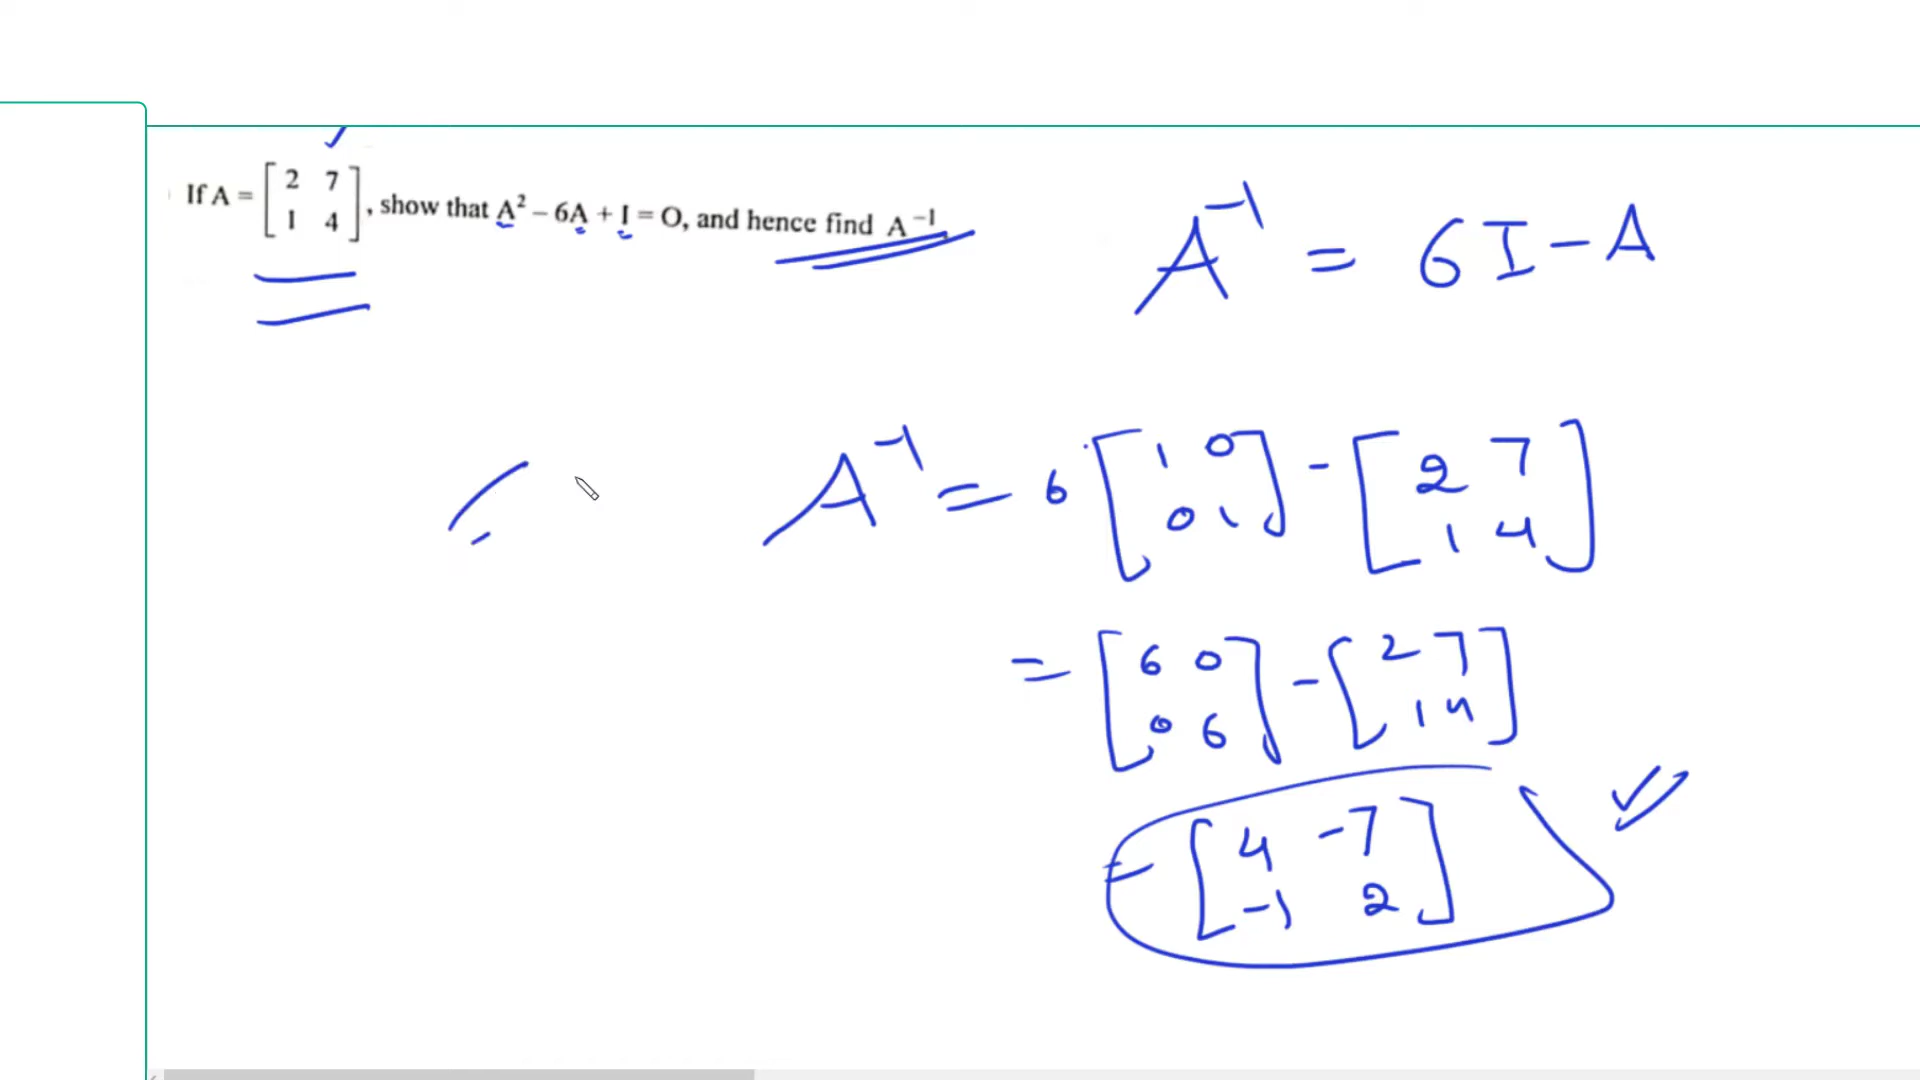 If A = [ 2 7 ; 1 4 ], show that A² – 6A + I = O, and hence find A⁻¹
A⁻¹ = 6I – A
A⁻¹ = 6 [ 1 0 ; 0 1 ] – [ 2 7 ; 1 4 ]
= [ 6 0 ; 0 6 ] – [ 2 7 ; 1 4 ]
= [ 4 -7 ; -1 2 ]